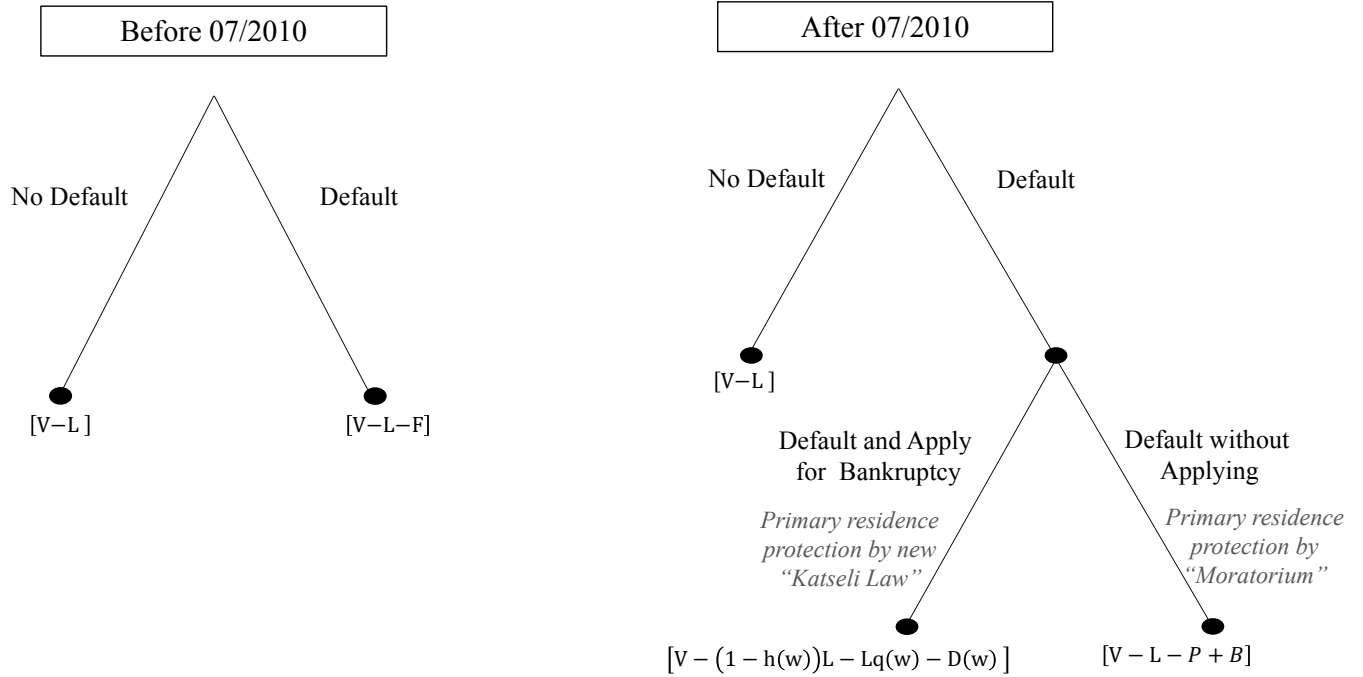 Before 07/2010
No Default
Default
[V−L ]
[V−L−F]
After 07/2010
No Default
Default
[V−L ]
Default and Apply
for Bankruptcy
Primary residence
protection by new
“Katseli Law”
Default without
Applying
Primary residence
protection by
“Moratorium”
[V − (1 − h(w))L − Lq(w) − D(w) ]
[V − L − P + B]